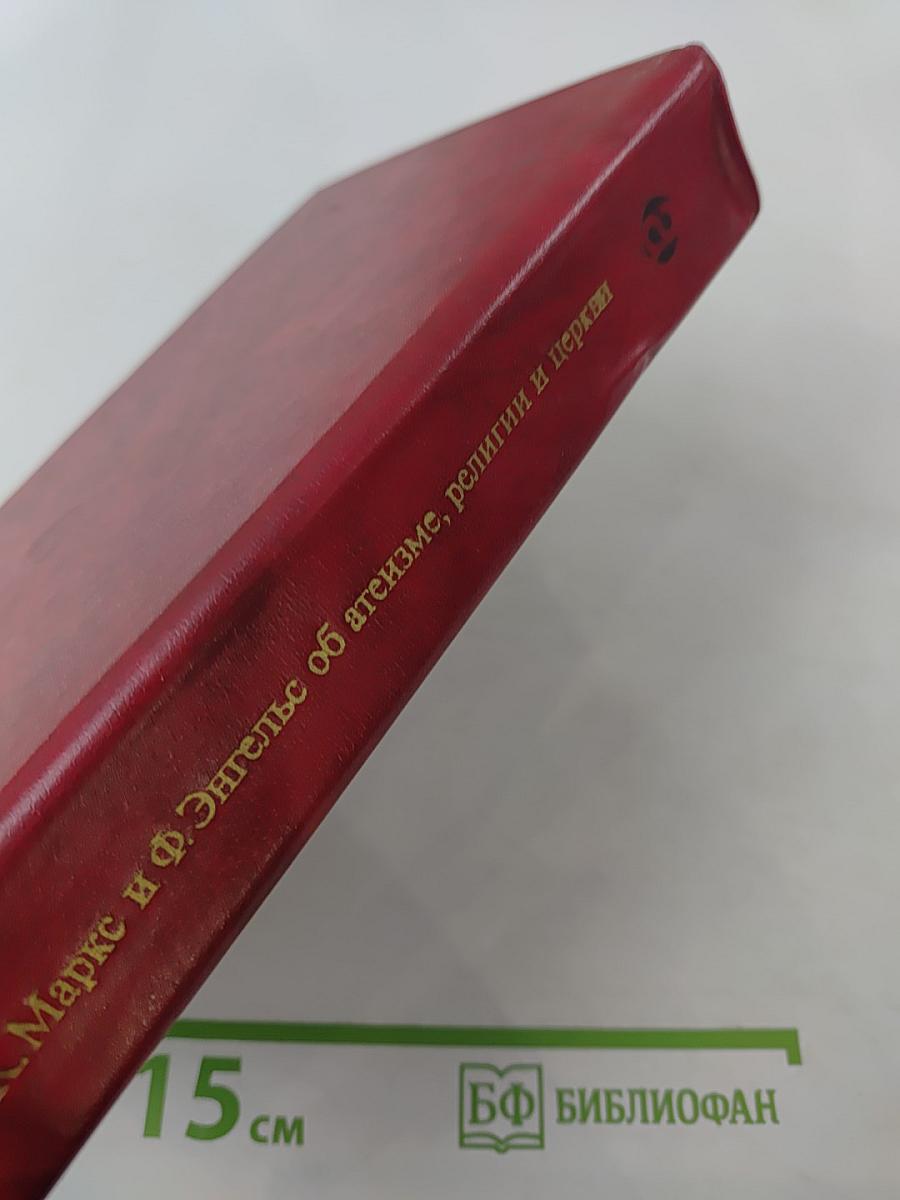 К. Маркс и Ф. Энгельс об атеизме, религии и церкви
15 см
БФ БИБЛИОФАН